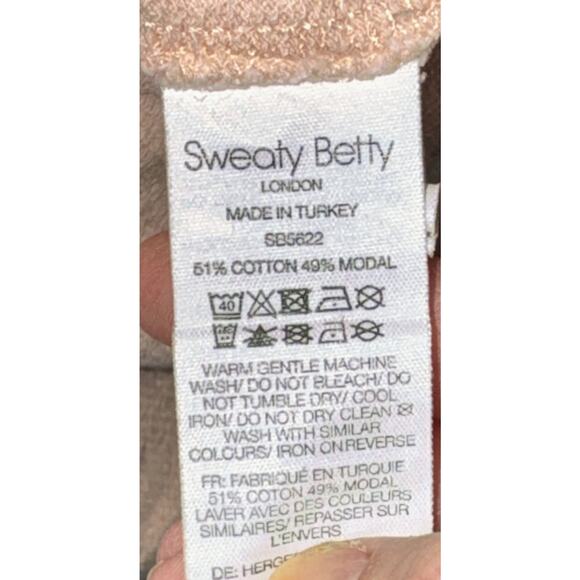 Sweaty Betty
LONDON
MADE IN TURKEY
SB5622
51% COTTON 49% MODAL
40
WARM GENTLE MACHINE
WASH/ DO NOT BLEACH/ DO
NOT TUMBLE DRY/ COOL
IRON/ DO NOT DRY CLEAN
WASH WITH SIMILAR
COLOURS/ IRON ON REVERSE
FR: FABRIQUÉ EN TURQUIE
51% COTON 49% MODAL
LAVER AVEC DES COULEURS
SIMILAIRES/ REPASSER SUR
L'ENVERS
DE: